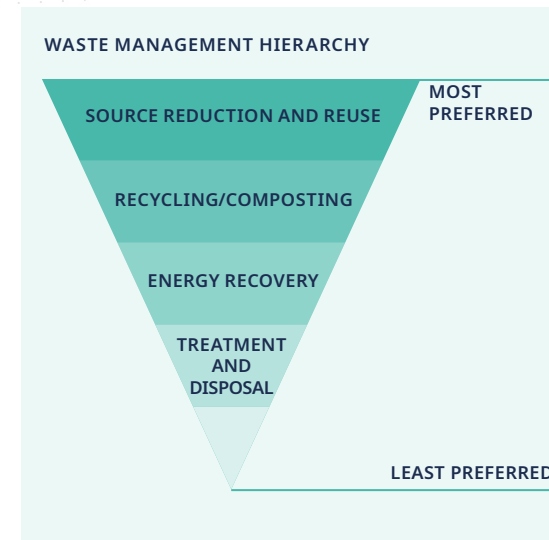 WASTE MANAGEMENT HIERARCHY
SOURCE REDUCTION AND REUSE
MOST
PREFERRED
RECYCLING/COMPOSTING
ENERGY RECOVERY
TREATMENT
AND
DISPOSAL
LEAST PREFERRED